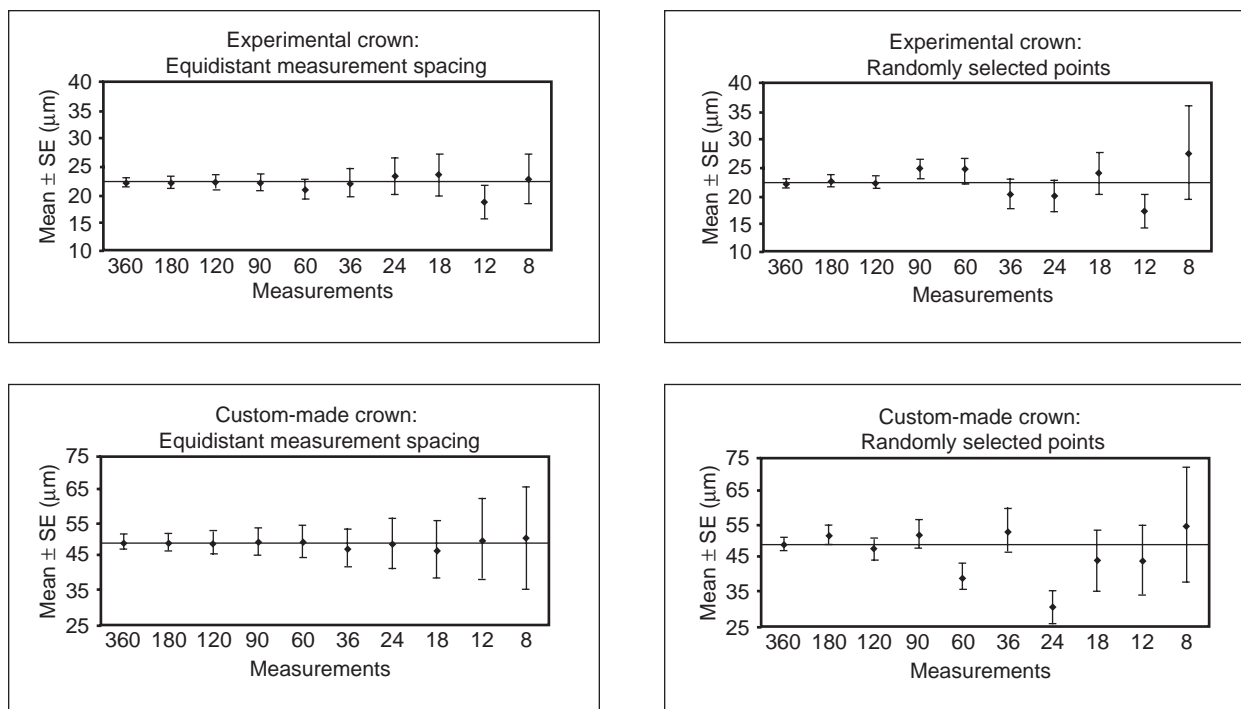 Experimental crown:
Equidistant measurement spacing
Mean ± SE (μm)
40
35
30
25
20
15
10
360 180 120 90 60 36 24 18 12 8
Measurements
Experimental crown:
Randomly selected points
Mean ± SE (μm)
40
35
30
25
20
15
10
360 180 120 90 60 36 24 18 12 8
Measurements
Custom-made crown:
Equidistant measurement spacing
Mean ± SE (μm)
75
65
55
45
35
25
360 180 120 90 60 36 24 18 12 8
Measurements
Custom-made crown:
Randomly selected points
Mean ± SE (μm)
75
65
55
45
35
25
360 180 120 90 60 36 24 18 12 8
Measurements